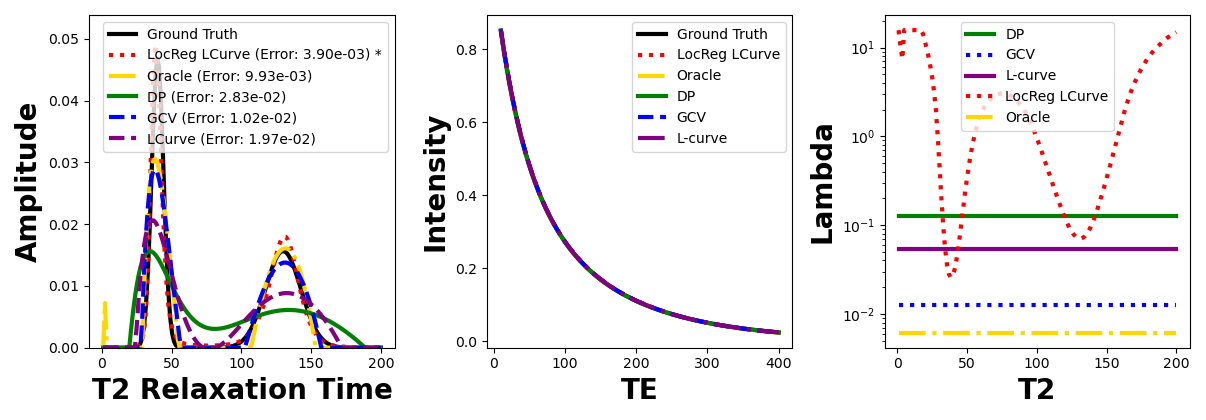 Amplitude
0.05
0.04
0.03
0.02
0.01
0.00
Ground Truth
LocReg LCurve (Error: 3.90e-03) *
Oracle (Error: 9.93e-03)
DP (Error: 2.83e-02)
GCV (Error: 1.02e-02)
LCurve (Error: 1.97e-02)
0 50 100 150 200
T2 Relaxation Time
Intensity
0.8
0.6
0.4
0.2
0.0
Ground Truth
LocReg LCurve
Oracle
DP
GCV
L-curve
0 100 200 300 400
TE
Lambda
10¹
10⁰
10⁻¹
10⁻²
DP
GCV
L-curve
LocReg LCurve
Oracle
0 50 100 150 200
T2